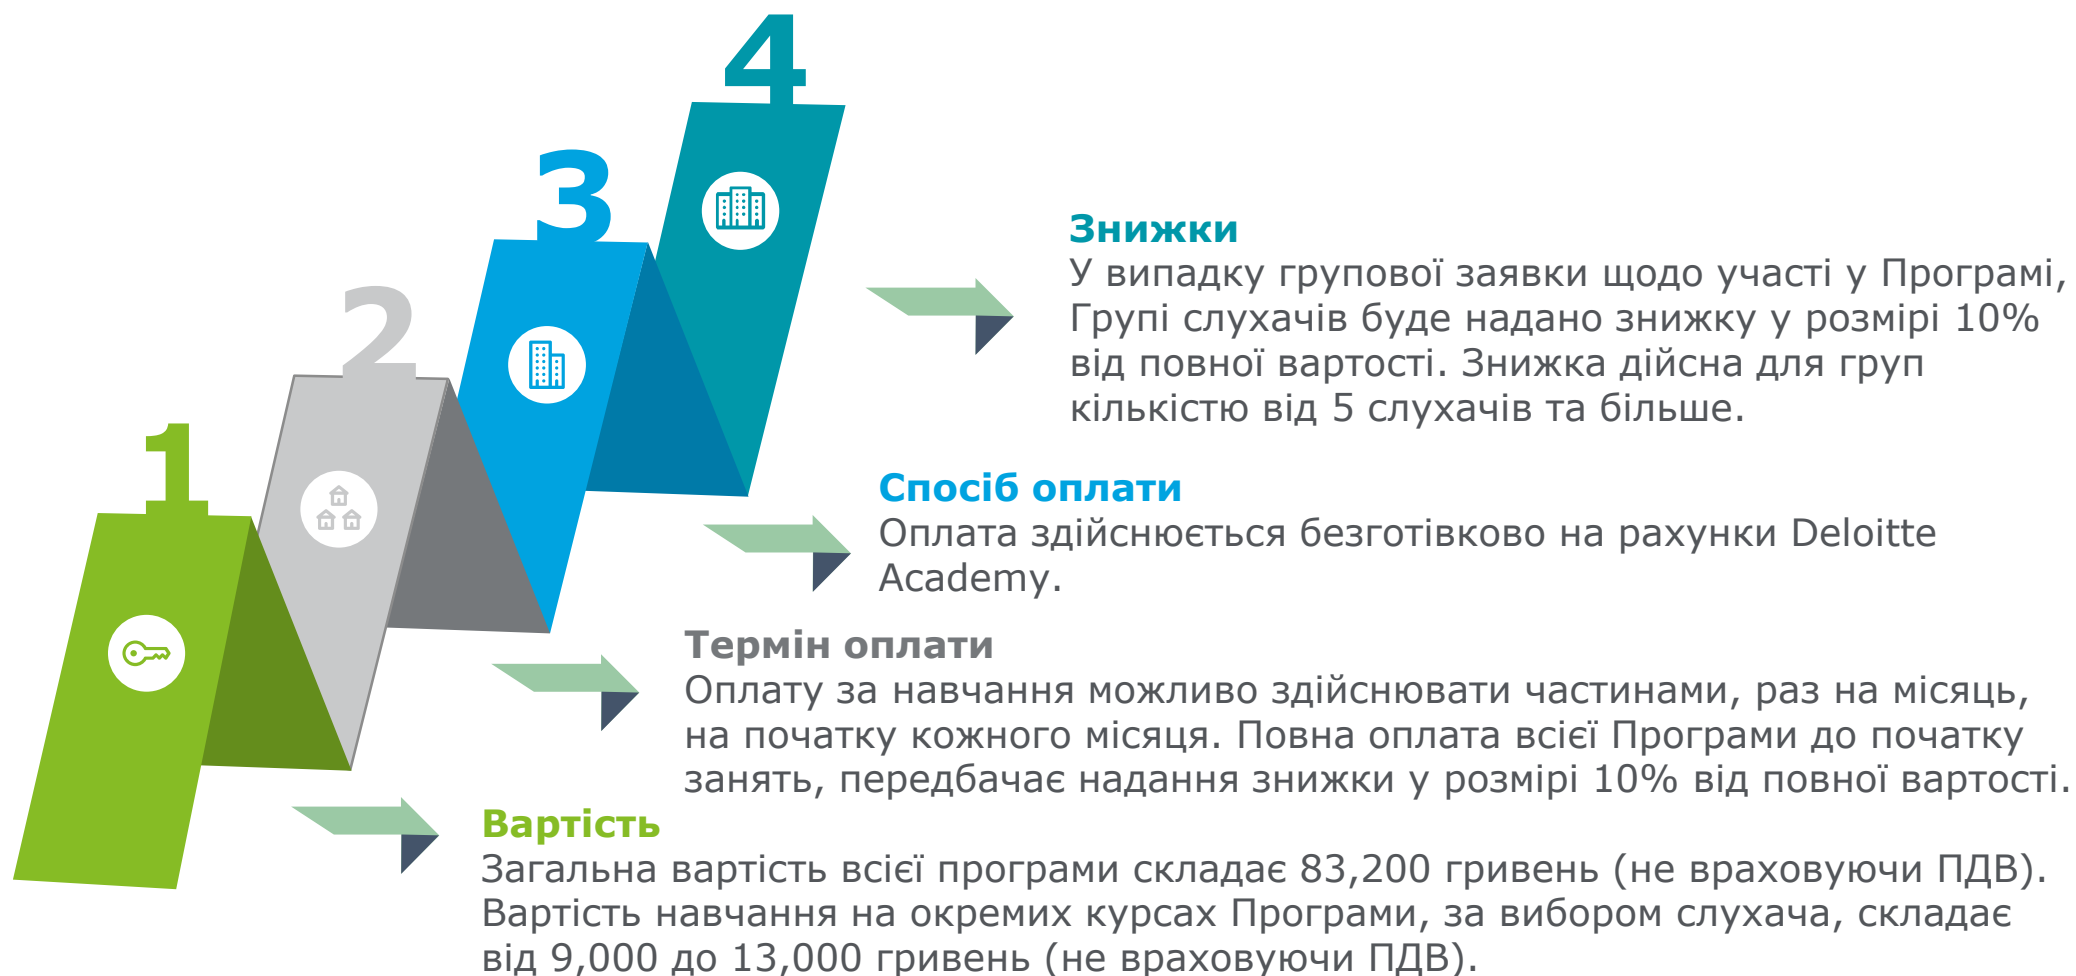 4
3
2
1
Знижки
У випадку групової заявки щодо участі у Програмі,
Групі слухачів буде надано знижку у розмірі 10%
від повної вартості. Знижка дійсна для груп
кількістю від 5 слухачів та більше.
Спосіб оплати
Оплата здійснюється безготівково на рахунки Deloitte
Academy.
Термін оплати
Оплату за навчання можливо здійснювати частинами, раз на місяць,
на початку кожного місяця. Повна оплата всієї Програми до початку
занять, передбачає надання знижки у розмірі 10% від повної вартості.
Вартість
Загальна вартість всієї програми складає 83,200 гривень (не враховуючи ПДВ).
Вартість навчання на окремих курсах Програми, за вибором слухача, складає
від 9,000 до 13,000 гривень (не враховуючи ПДВ).